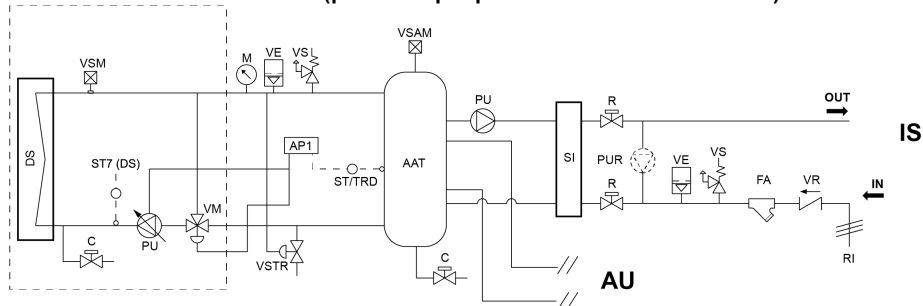 VSAM
VSM
M
VE
VSI
PU
R
OUT
IS
AP1
DS
ST7 (DS)
AAT
SI
PUR
VE
VS
FA
VR
IN
ST/TRD
VM
R
PU
C
VSTR
C
RI
AU